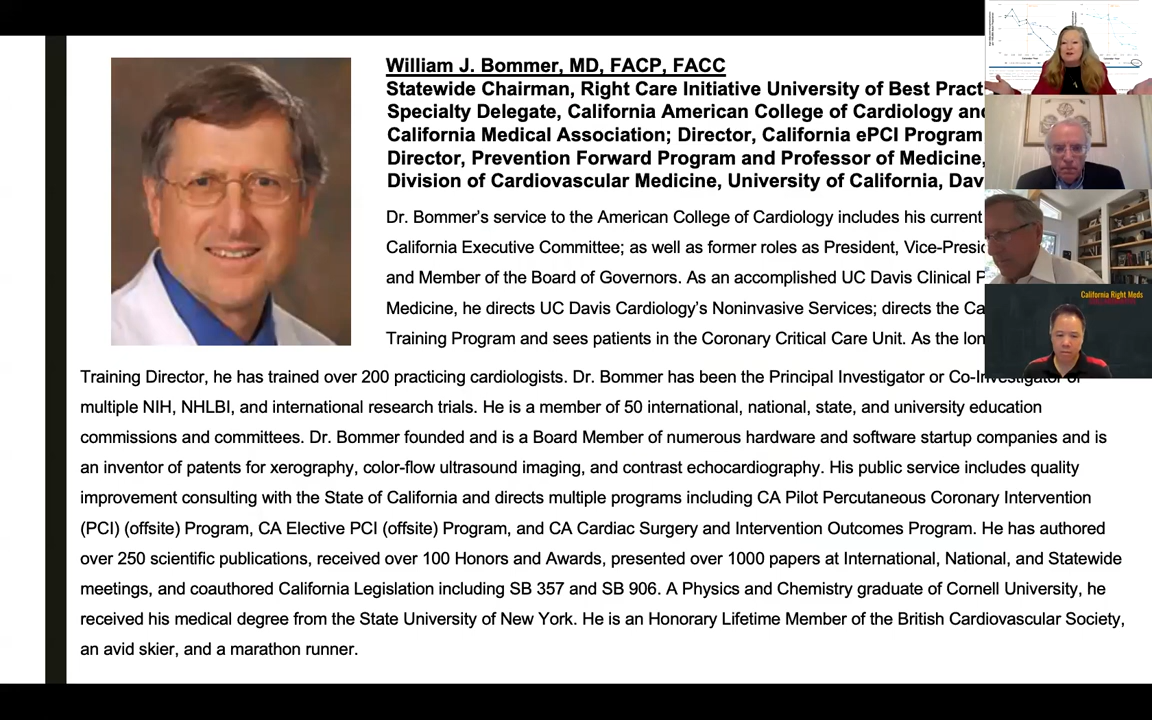 William J. Bommer, MD, FACP, FACC
Statewide Chairman, Right Care Initiative University of Best Pract
Specialty Delegate, California American College of Cardiology and
California Medical Association; Director, California ePCI Program
Director, Prevention Forward Program and Professor of Medicine,
Division of Cardiovascular Medicine, University of California, Dav
Dr. Bommer's service to the American College of Cardiology includes his current
California Executive Committee; as well as former roles as President, Vice-Presid
and Member of the Board of Governors. As an accomplished UC Davis Clinical P
Medicine, he directs UC Davis Cardiology's Noninvasive Services; directs the Ca
Training Program and sees patients in the Coronary Critical Care Unit. As the lon
California Right Meds
Training Director, he has trained over 200 practicing cardiologists. Dr. Bommer has been the Principal Investigator or Co-Investigator of
multiple NIH, NHLBI, and international research trials. He is a member of 50 international, national, state, and university education
commissions and committees. Dr. Bommer founded and is a Board Member of numerous hardware and software startup companies and is
an inventor of patents for xerography, color-flow ultrasound imaging, and contrast echocardiography. His public service includes quality
improvement consulting with the State of California and directs multiple programs including CA Pilot Percutaneous Coronary Intervention
(PCI) (offsite) Program, CA Elective PCI (offsite) Program, and CA Cardiac Surgery and Intervention Outcomes Program. He has authored
over 250 scientific publications, received over 100 Honors and Awards, presented over 1000 papers at International, National, and Statewide
meetings, and coauthored California Legislation including SB 357 and SB 906. A Physics and Chemistry graduate of Cornell University, he
received his medical degree from the State University of New York. He is an Honorary Lifetime Member of the British Cardiovascular Society,
an avid skier, and a marathon runner.